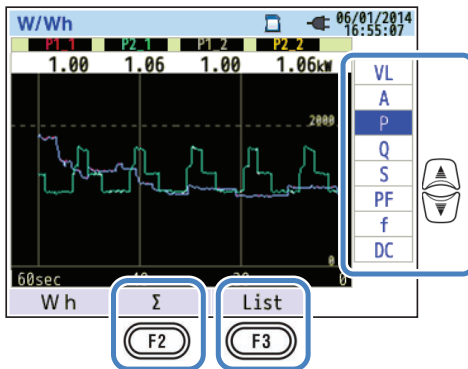 W/Wh 06/01/2014
16:55:07
P1_1 P2_1 P1_2 P2_2
1.00 1.06 1.00 1.06kW
2000
0
60sec 40 20 0
VL
A
P
Q
S
PF
f
DC
Wh Σ List
F2 F3